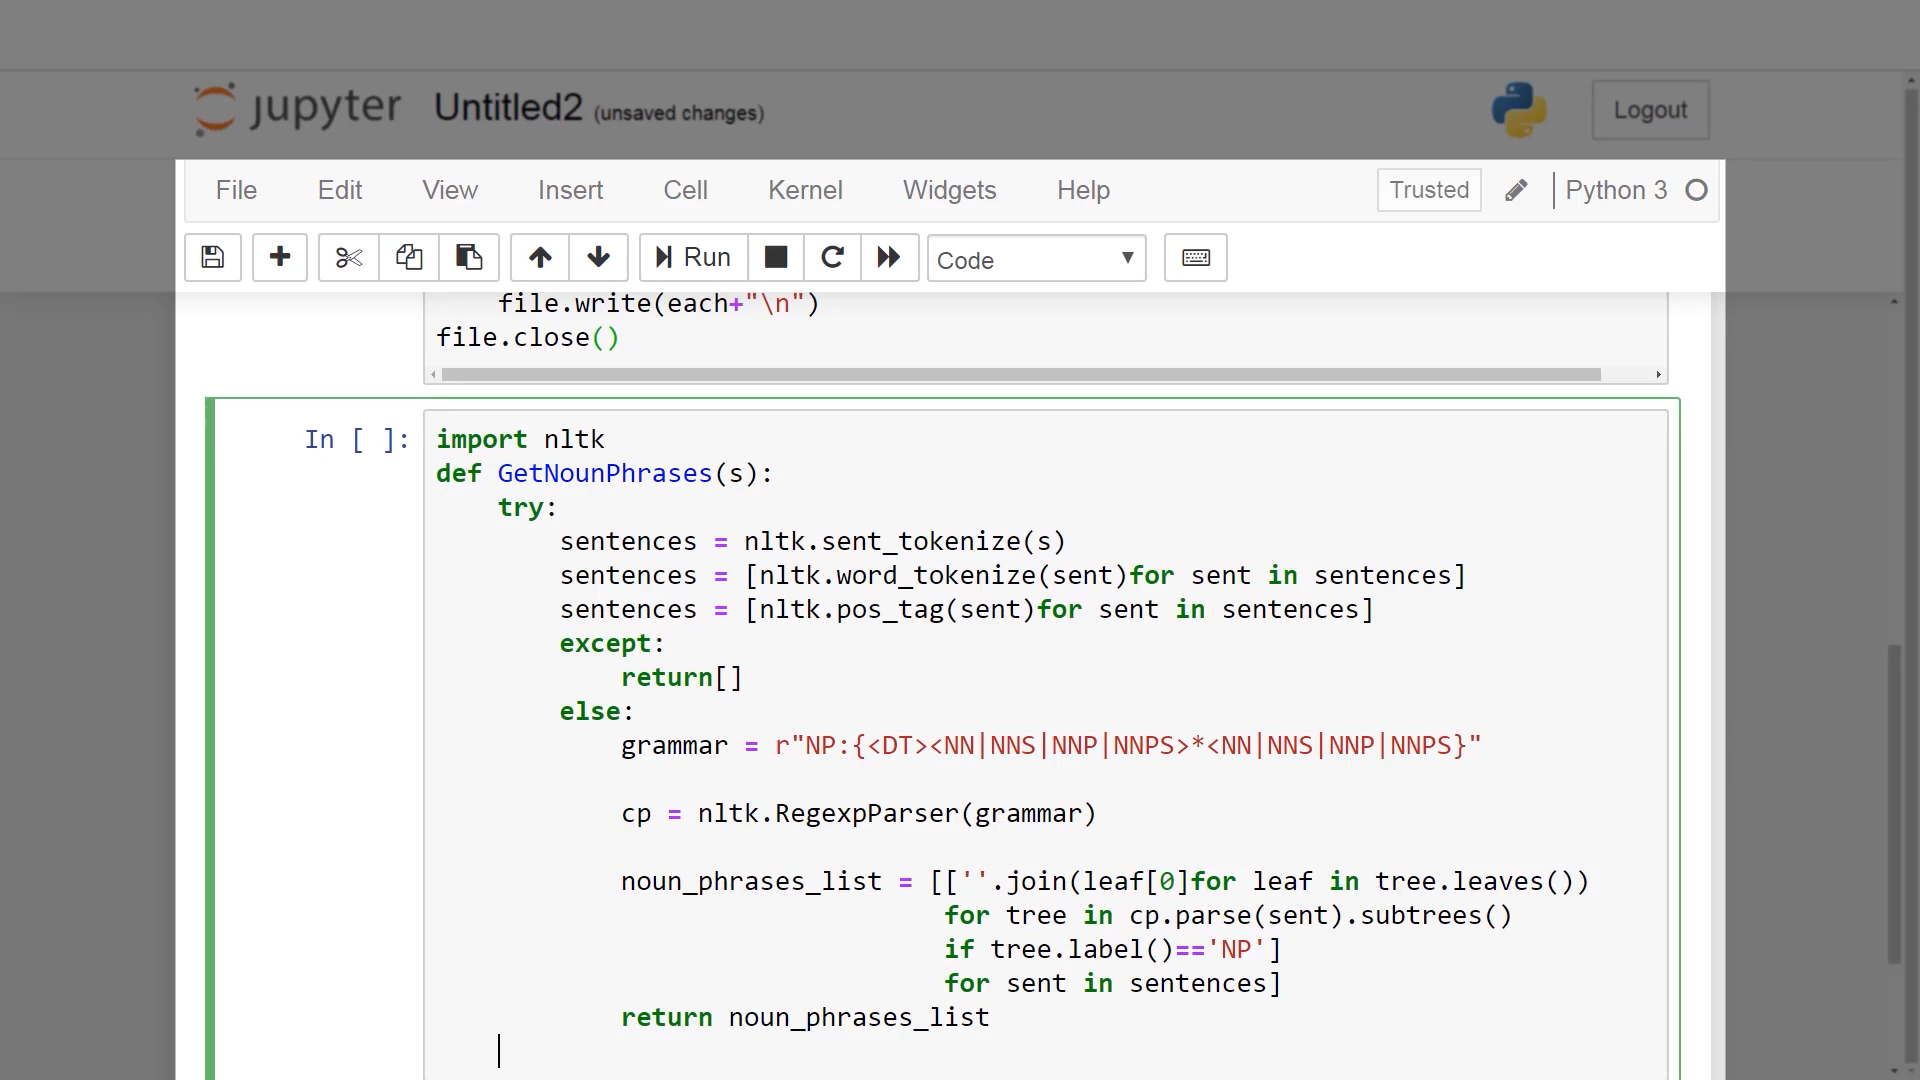 jupyter Untitled2 (unsaved changes) Logout
File Edit View Insert Cell Kernel Widgets Help Trusted Python 3
Run Code
file.write(each+"\n")
file.close()
In [ ]:
import nltk
def GetNounPhrases(s):
    try:
        sentences = nltk.sent_tokenize(s)
        sentences = [nltk.word_tokenize(sent)for sent in sentences]
        sentences = [nltk.pos_tag(sent)for sent in sentences]
        except:
            return[]
        else:
            grammar = r"NP:{<DT><NN|NNS|NNP|NNPS>*<NN|NNS|NNP|NNPS}"
            cp = nltk.RegexpParser(grammar)
            noun_phrases_list = [[''.join(leaf[0]for leaf in tree.leaves())
                                 for tree in cp.parse(sent).subtrees()
                                 if tree.label()=='NP']
                                 for sent in sentences]
            return noun_phrases_list